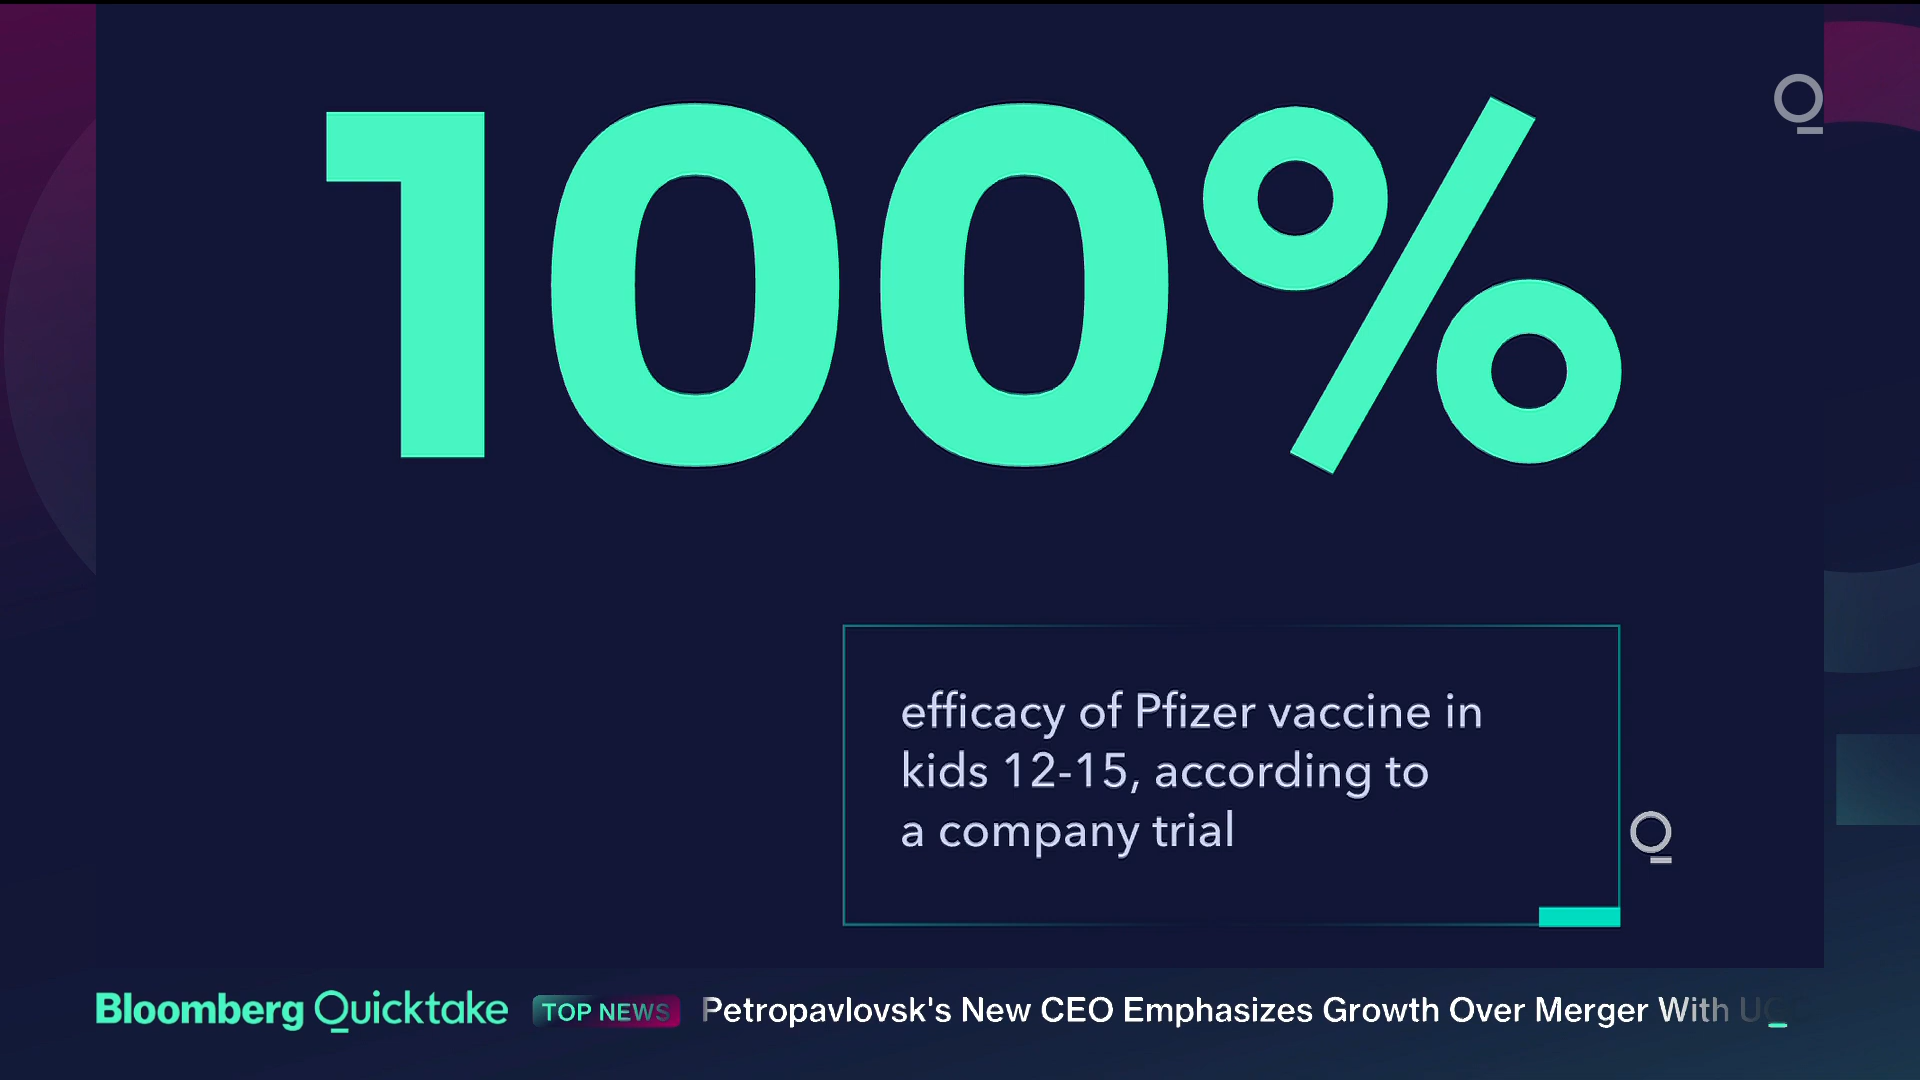 100%
efficacy of Pfizer vaccine in
kids 12-15, according to
a company trial
Bloomberg Quicktake TOP NEWS Petropavlovsk's New CEO Emphasizes Growth Over Merger With